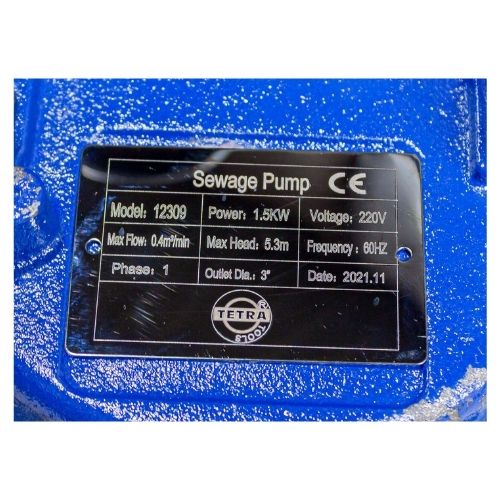 Sewage Pump CE
Model: 12309 Power: 1.5KW Voltage: 220V
Max Flow: 0.4m³/min Max Head: 5.3m Frequency: 60HZ
Phase: 1 Outlet Dia.: 3" Date: 2021.11
TETRA
TOOLS
®